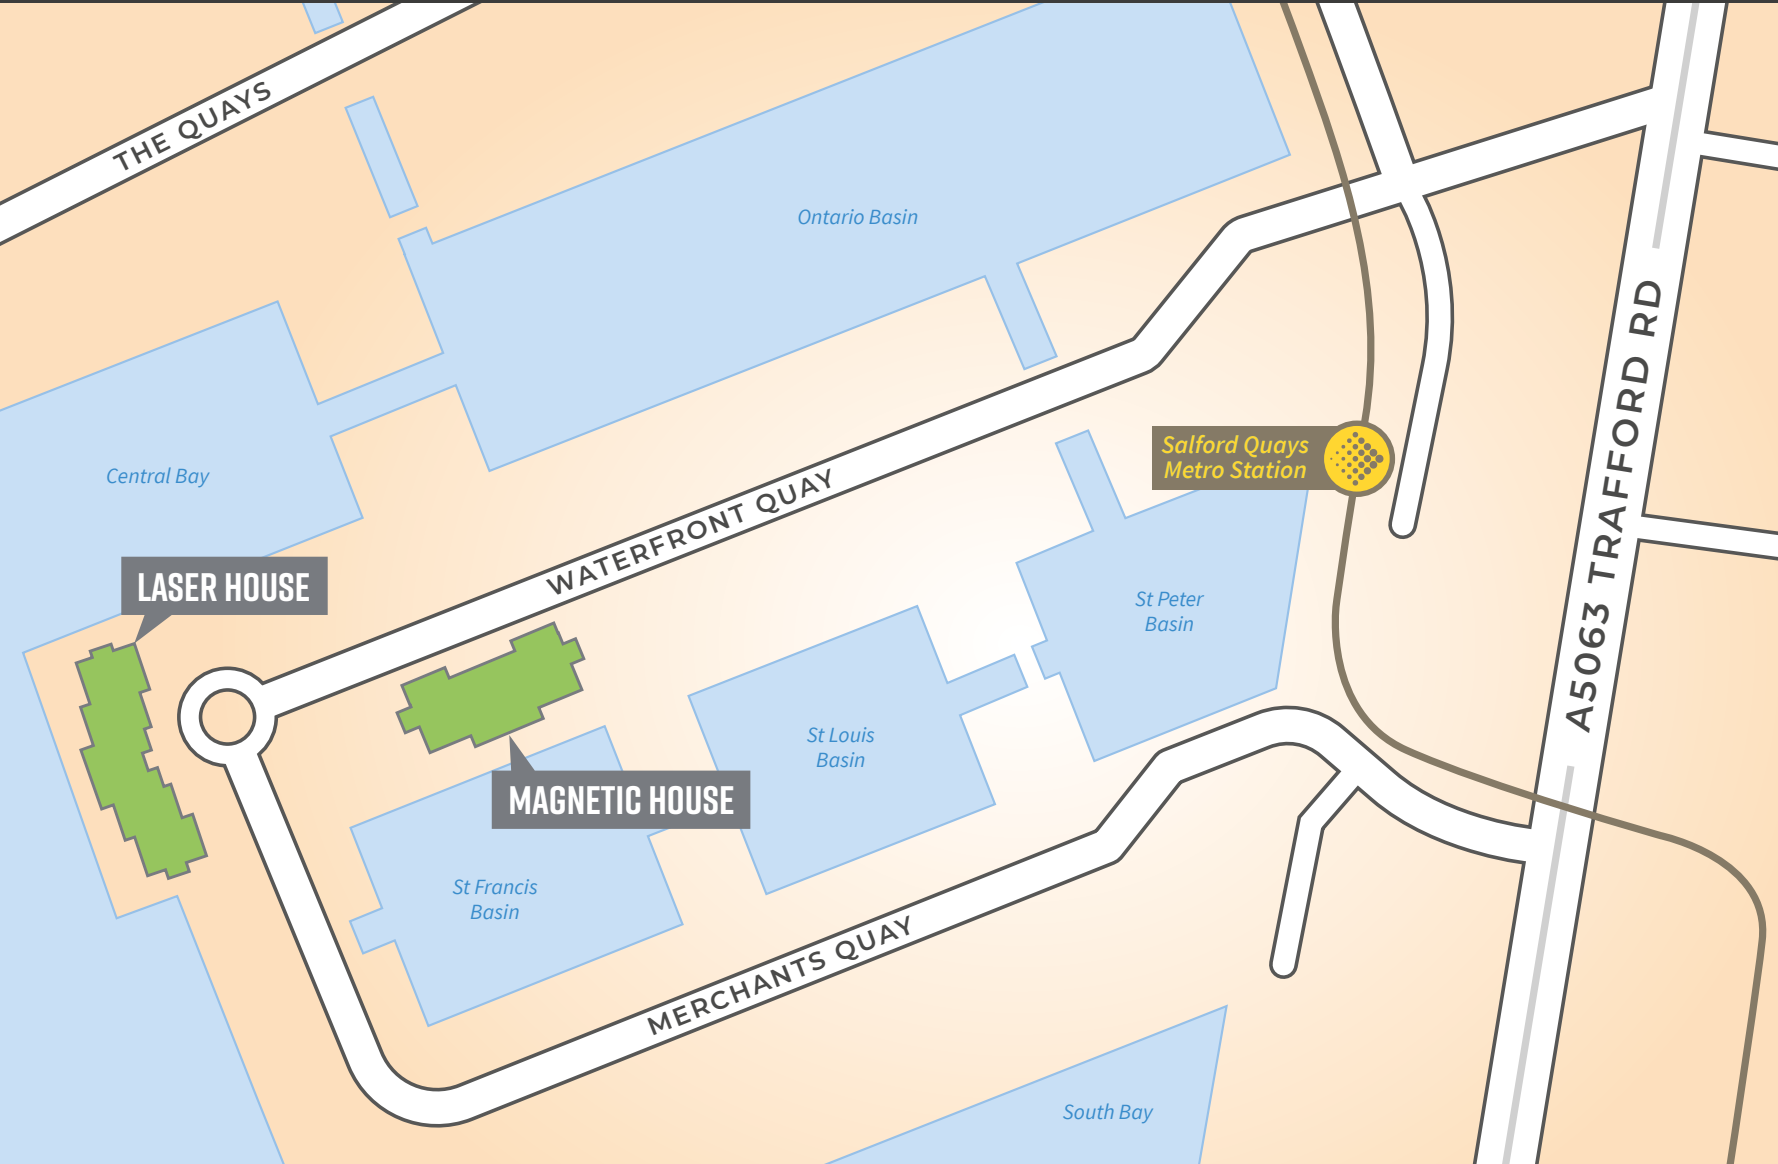 THE QUAYS
Ontario Basin
Central Bay
Salford Quays
Metro Station
A5063 TRAFFORD RD
WATERFRONT QUAY
LASER HOUSE
St Peter
Basin
St Louis
Basin
MAGNETIC HOUSE
St Francis
Basin
MERCHANTS QUAY
South Bay